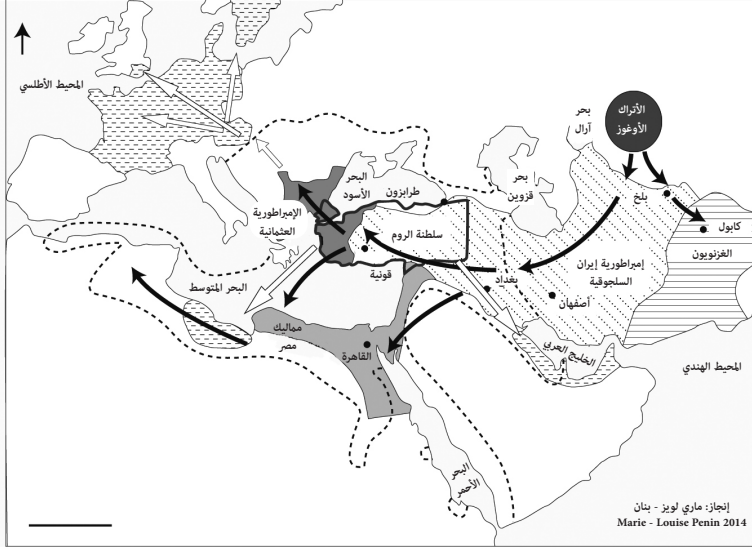 المحيط الأطلسي
بحر
آرال
الأتراك
الأوغوز
بحر
قزوين
البحر
الأسود
طرابزون
بلخ
كابول
الغزنويون
الإمبراطورية
العثمانية
سلطنة الروم
قونية
إمبراطورية إيران
السلجوقية
بغداد
أصفهان
البحر المتوسط
مماليك
مصر
القاهرة
الخليج العربي
المحيط الهندي
البحر
الأحمر
إنجاز: ماري لويز - بنان
Marie - Louise Penin 2014